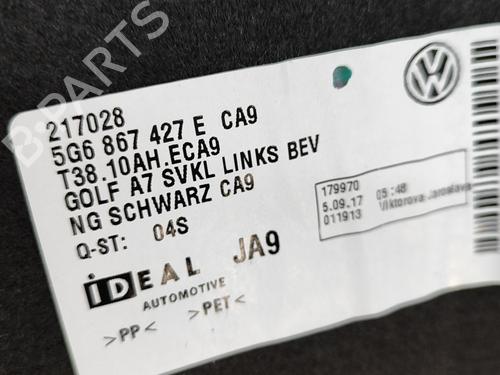 B-PARTS
217028
5G6 867 427 E CA9
T38.10AH.ECA9
GOLF A7 SVKL LINKS BEV
NG SCHWARZ CA9
Q-ST: 04S
179970
5.09.17 05:48
011913 Viktorova Jaroslava
iDEAL JA9
AUTOMOTIVE
>PP< >PET<